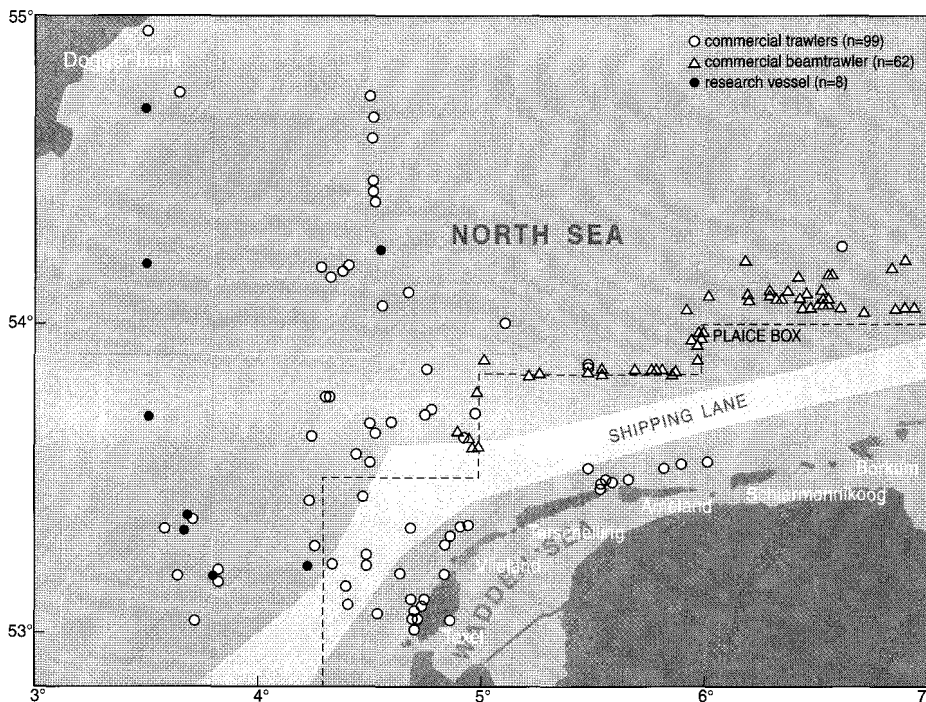 55°
54°
53°
3°
4°
5°
6°
7°
Doggerbank
commercial trawlers (n=99)
commercial beamtrawler (n=62)
research vessel (n=8)
NORTH SEA
PLAICE BOX
SHIPPING LANE
Borkum
Schiermonnikoog
Ameland
Terschelling
Vlieland
Texel
WADDEN-SEA